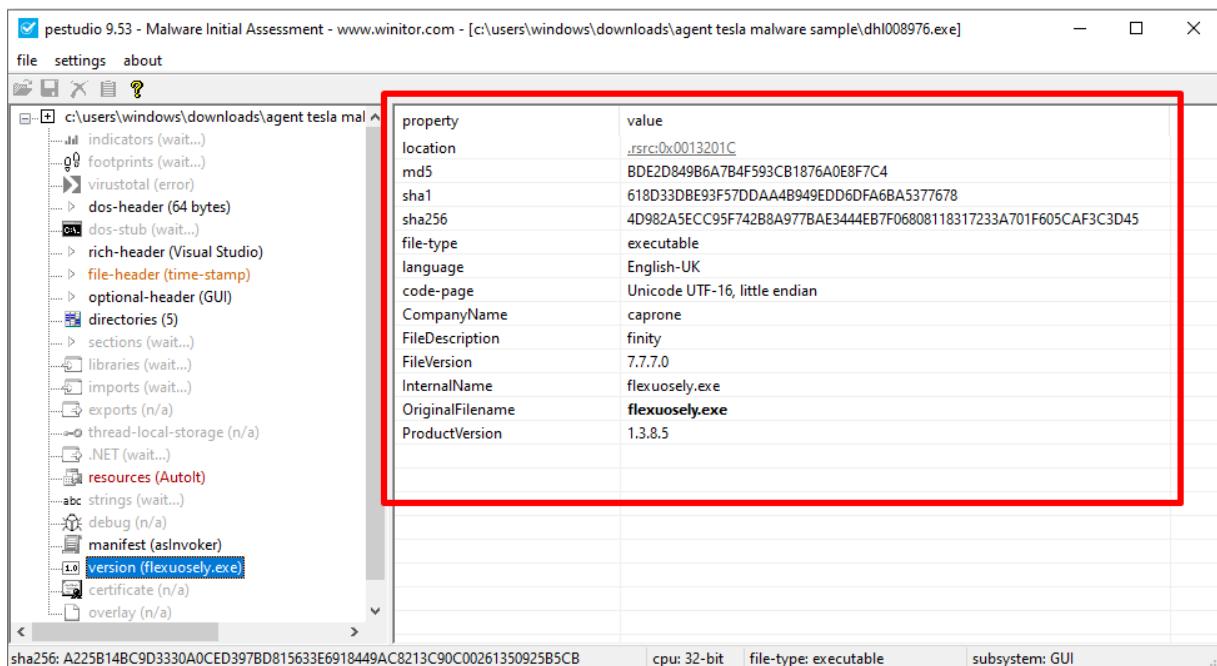 pestudio 9.53 - Malware Initial Assessment - www.winitor.com - [c:\users\windows\downloads\agent tesla malware sample\dhl008976.exe]
file settings about
c:\users\windows\downloads\agent tesla mal
indicators (wait...)
footprints (wait...)
virustotal (error)
dos-header (64 bytes)
dos-stub (wait...)
rich-header (Visual Studio)
file-header (time-stamp)
optional-header (GUI)
directories (5)
sections (wait...)
libraries (wait...)
imports (wait...)
exports (n/a)
thread-local-storage (n/a)
.NET (wait...)
resources (AutoIt)
abc strings (wait...)
debug (n/a)
manifest (asInvoker)
1.0 version (flexuosely.exe)
certificate (n/a)
overlay (n/a)
property value
location .rsrc:0x0013201C
md5 BDE2D849B6A7B4F593CB1876A0E8F7C4
sha1 618D33DBE93F57DDAA4B949EDD6DFA6BA5377678
sha256 4D982A5ECC95F742B8A977BAE3444EB7F06808118317233A701F605CAF3C3D45
file-type executable
language English-UK
code-page Unicode UTF-16, little endian
CompanyName caprone
FileDescription finity
FileVersion 7.7.7.0
InternalName flexuosely.exe
OriginalFilename flexuosely.exe
ProductVersion 1.3.8.5
sha256: A225B14BC9D3330A0CED397BD815633E6918449AC8213C90C00261350925B5CB cpu: 32-bit file-type: executable subsystem: GUI